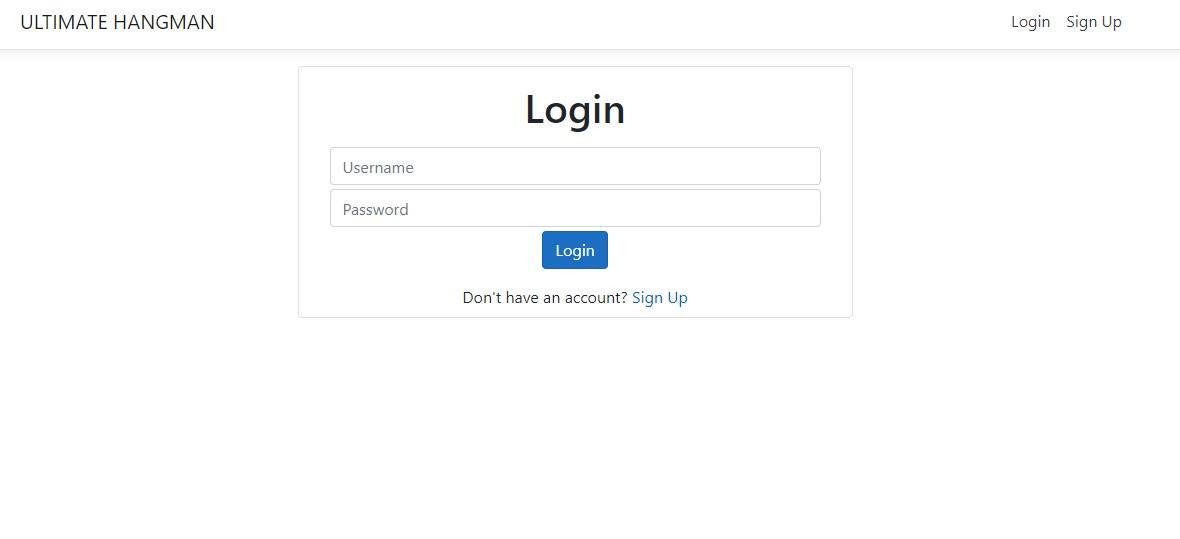 ULTIMATE HANGMAN
Login Sign Up
Login
Username
Password
Login
Don't have an account? Sign Up